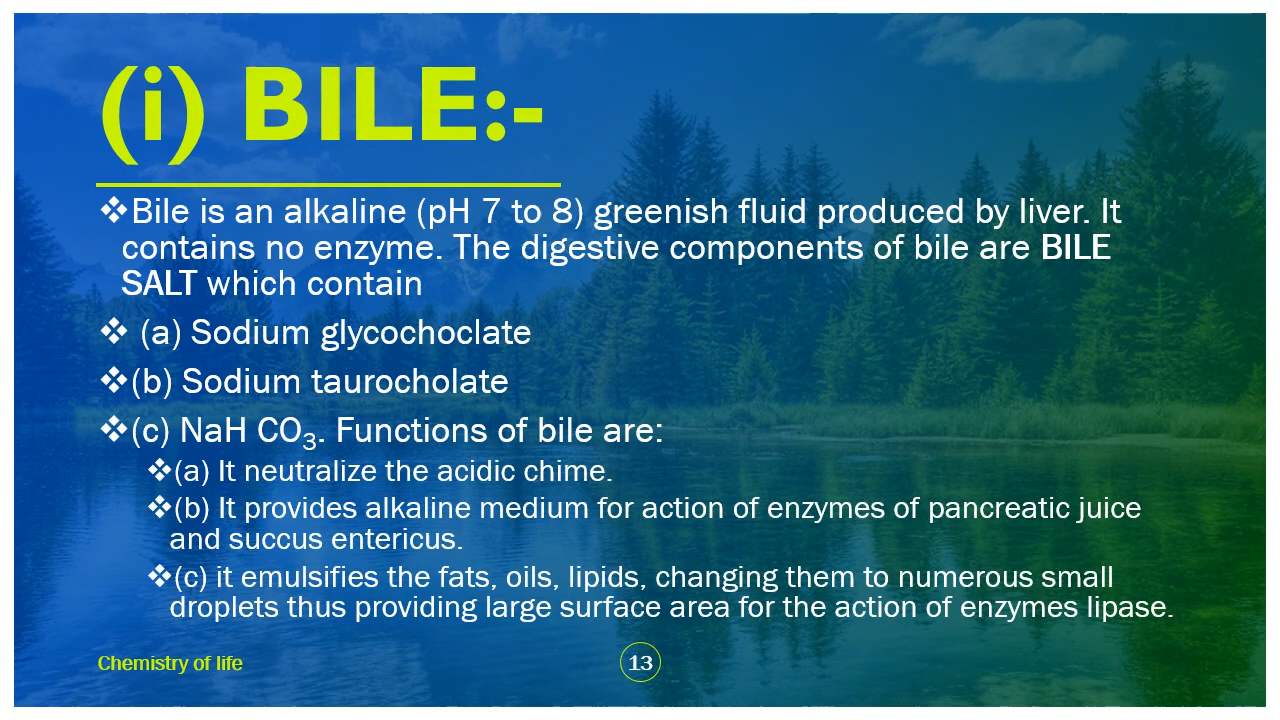 (i) BILE:-
❖Bile is an alkaline (pH 7 to 8) greenish fluid produced by liver. It
contains no enzyme. The digestive components of bile are BILE
SALT which contain
❖ (a) Sodium glycochoclate
❖(b) Sodium taurocholate
❖(c) NaH CO₃. Functions of bile are:
❖(a) It neutralize the acidic chime.
❖(b) It provides alkaline medium for action of enzymes of pancreatic juice
and succus entericus.
❖(c) it emulsifies the fats, oils, lipids, changing them to numerous small
droplets thus providing large surface area for the action of enzymes lipase.
Chemistry of life
13